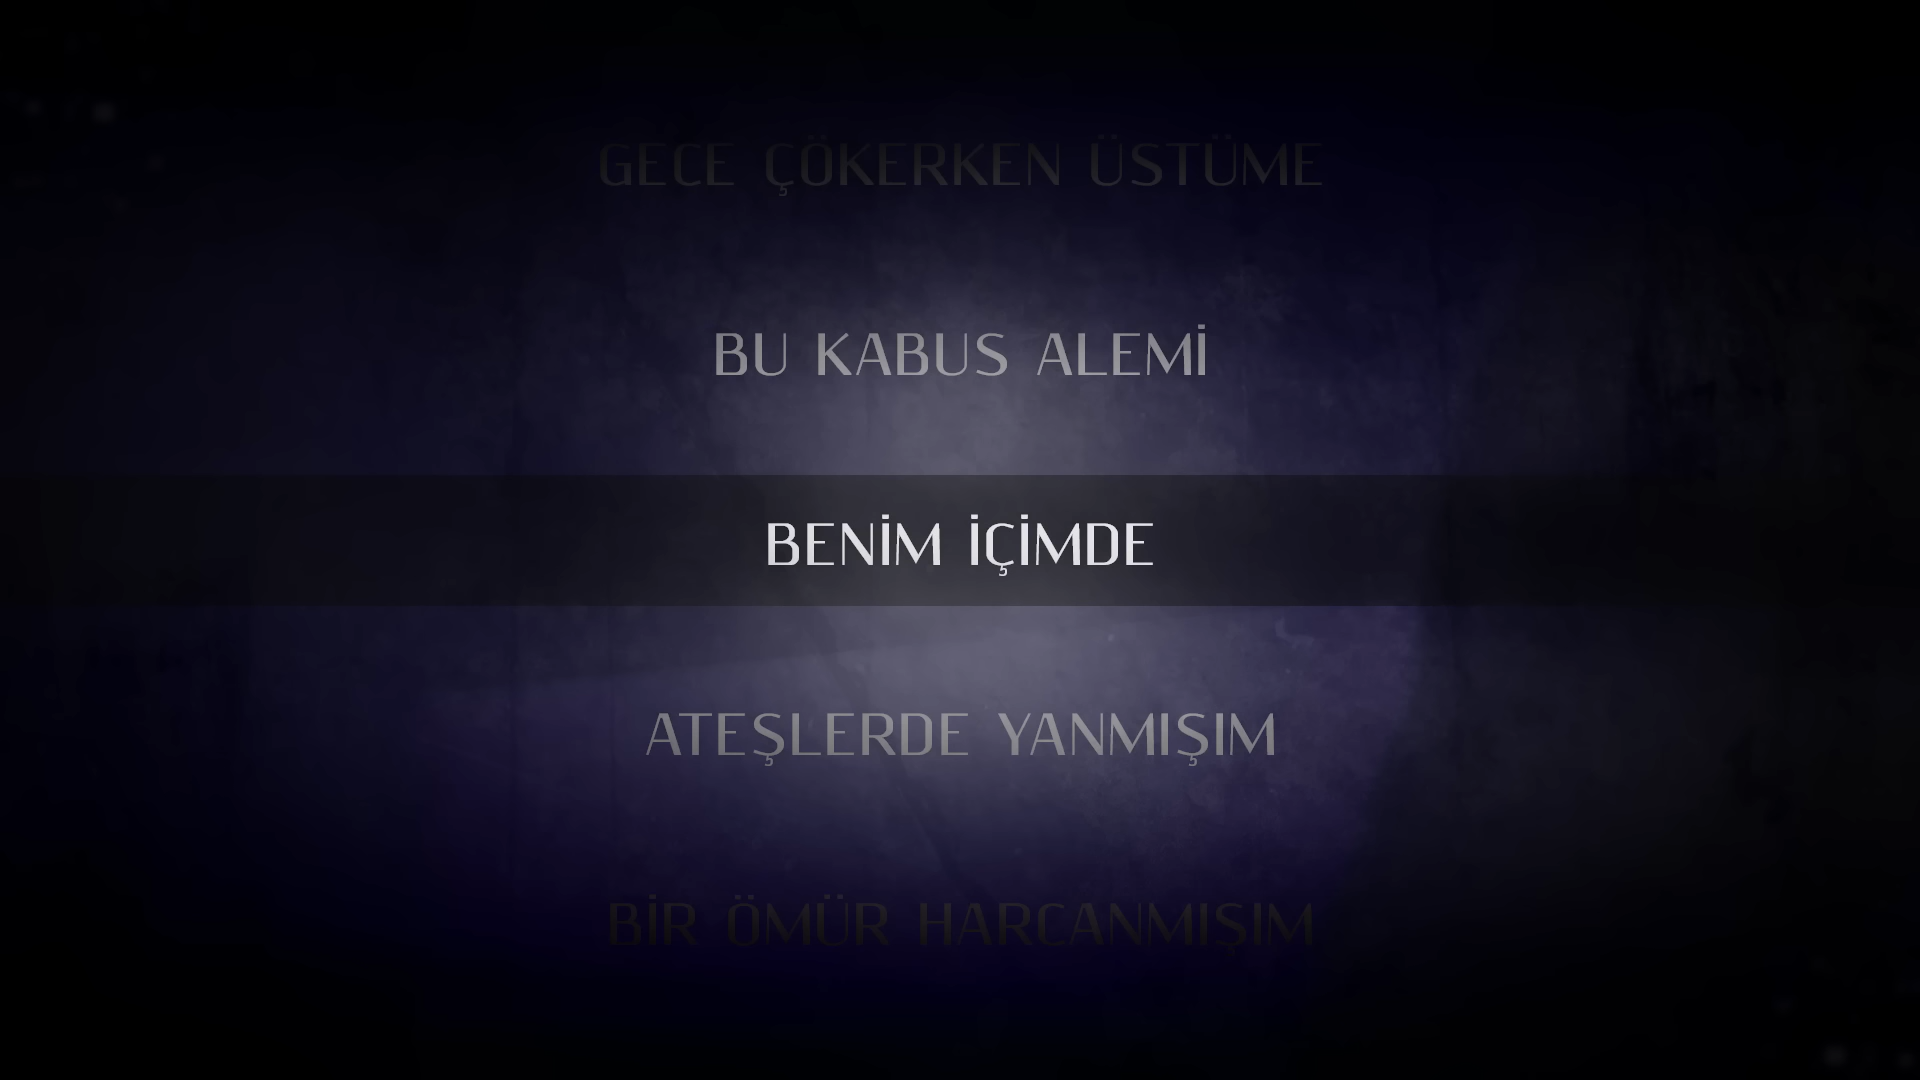 GECE ÇÖKERKEN ÜSTÜME
BU KABUS ALEMİ
BENİM İÇİMDE
ATEŞLERDE YANMIŞIM
BİR ÖMÜR HARCANMIŞIM